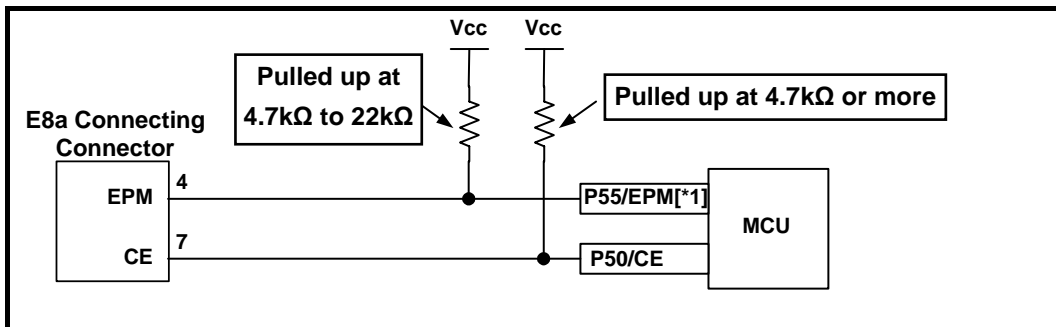 Vcc
Vcc
Pulled up at
4.7kΩ to 22kΩ
Pulled up at 4.7kΩ or more
E8a Connecting
Connector
EPM
4
P55/EPM[*1]
MCU
CE
7
P50/CE